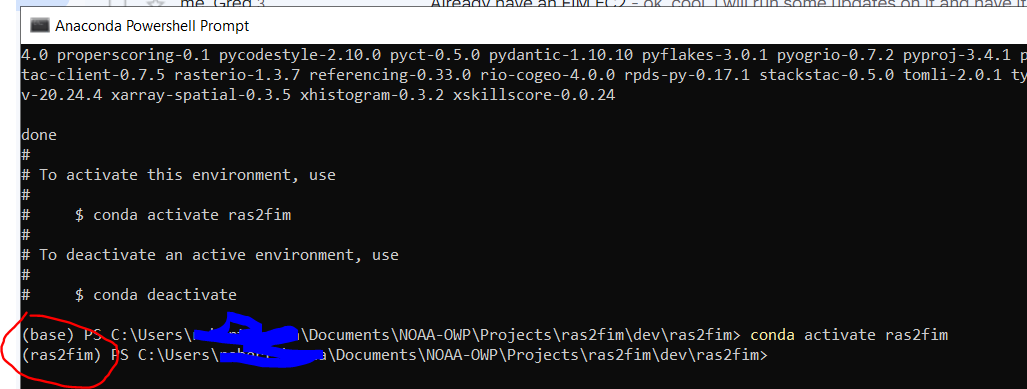 me, Greg 3 Already have an FIM EC2 - ok, cool. I will run some updates on it and have it
Anaconda Powershell Prompt
4.0 properscoring-0.1 pycodestyle-2.10.0 pyct-0.5.0 pydantic-1.10.10 pyflakes-3.0.1 pyogrio-0.7.2 pyproj-3.4.1 p
tac-client-0.7.5 rasterio-1.3.7 referencing-0.33.0 rio-cogeo-4.0.0 rpds-py-0.17.1 stackstac-0.5.0 tomli-2.0.1 ty
v-20.24.4 xarray-spatial-0.3.5 xhistogram-0.3.2 xskillscore-0.0.24
done
#
# To activate this environment, use
#
#     $ conda activate ras2fim
#
# To deactivate an active environment, use
#
#     $ conda deactivate
(base) PS C:\Users\ \Documents\NOAA-OWP\Projects\ras2fim\dev\ras2fim> conda activate ras2fim
(ras2fim) PS C:\Users\ a\Documents\NOAA-OWP\Projects\ras2fim\dev\ras2fim>